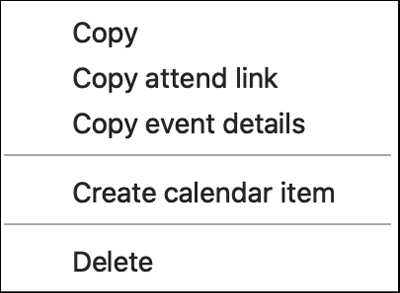 Copy
Copy attend link
Copy event details
Create calendar item
Delete